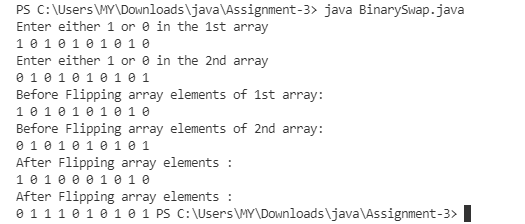 PS C:\Users\MY\Downloads\java\Assignment-3> java BinarySwap.java
Enter either 1 or 0 in the 1st array
1 0 1 0 1 0 1 0 1 0
Enter either 1 or 0 in the 2nd array
0 1 0 1 0 1 0 1 0 1
Before Flipping array elements of 1st array:
1 0 1 0 1 0 1 0 1 0
Before Flipping array elements of 2nd array:
0 1 0 1 0 1 0 1 0 1
After Flipping array elements :
1 0 1 0 0 0 1 0 1 0
After Flipping array elements :
0 1 1 1 0 1 0 1 0 1 PS C:\Users\MY\Downloads\java\Assignment-3>